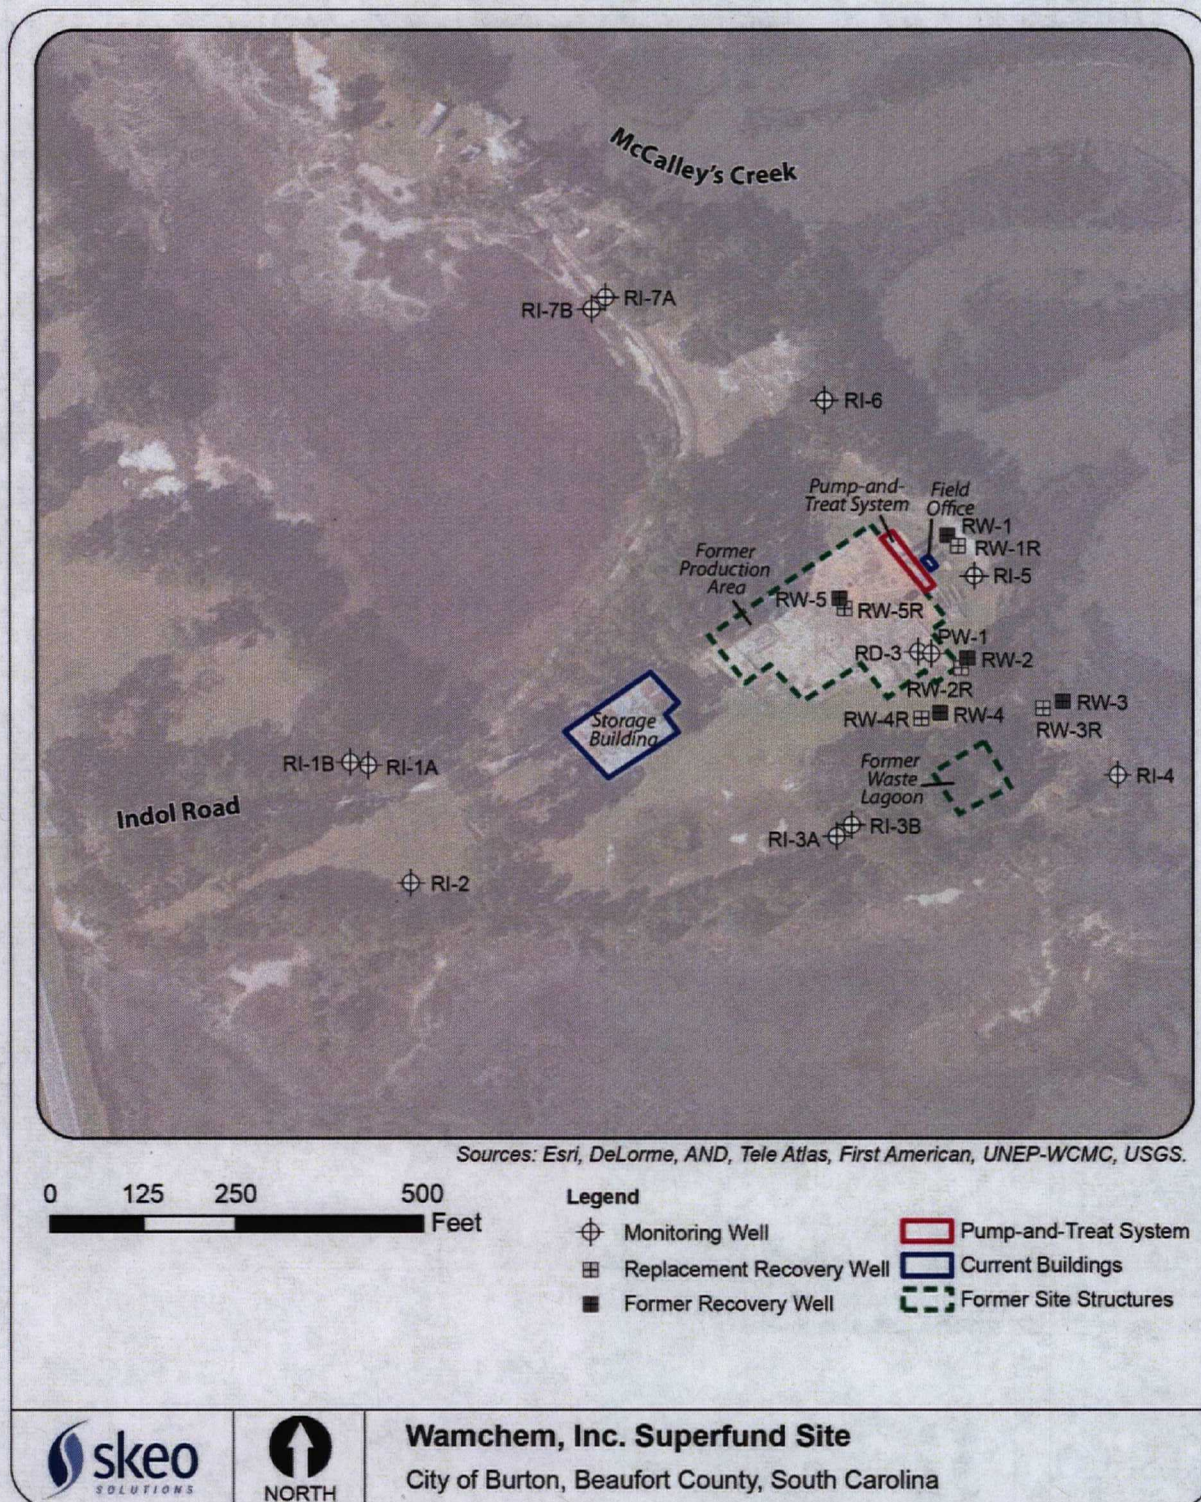 McCalley's Creek
RI-7B
RI-7A
RI-6
Pump-and-
Treat System
Field
Office
RW-1
RW-1R
RI-5
Former
Production
Area
RW-5
RW-5R
PW-1
RD-3
RW-2
RW-2R
RW-4R
RW-4
RW-3
RW-3R
Storage
Building
RI-1B
RI-1A
Former
Waste
Lagoon
RI-4
Indol Road
RI-3B
RI-3A
RI-2
Sources: Esri, DeLorme, AND, Tele Atlas, First American, UNEP-WCMC, USGS.
0 125 250 500
Feet
Legend
Monitoring Well
Replacement Recovery Well
Former Recovery Well
Pump-and-Treat System
Current Buildings
Former Site Structures
skeo
SOLUTIONS
NORTH
Wamchem, Inc. Superfund Site
City of Burton, Beaufort County, South Carolina